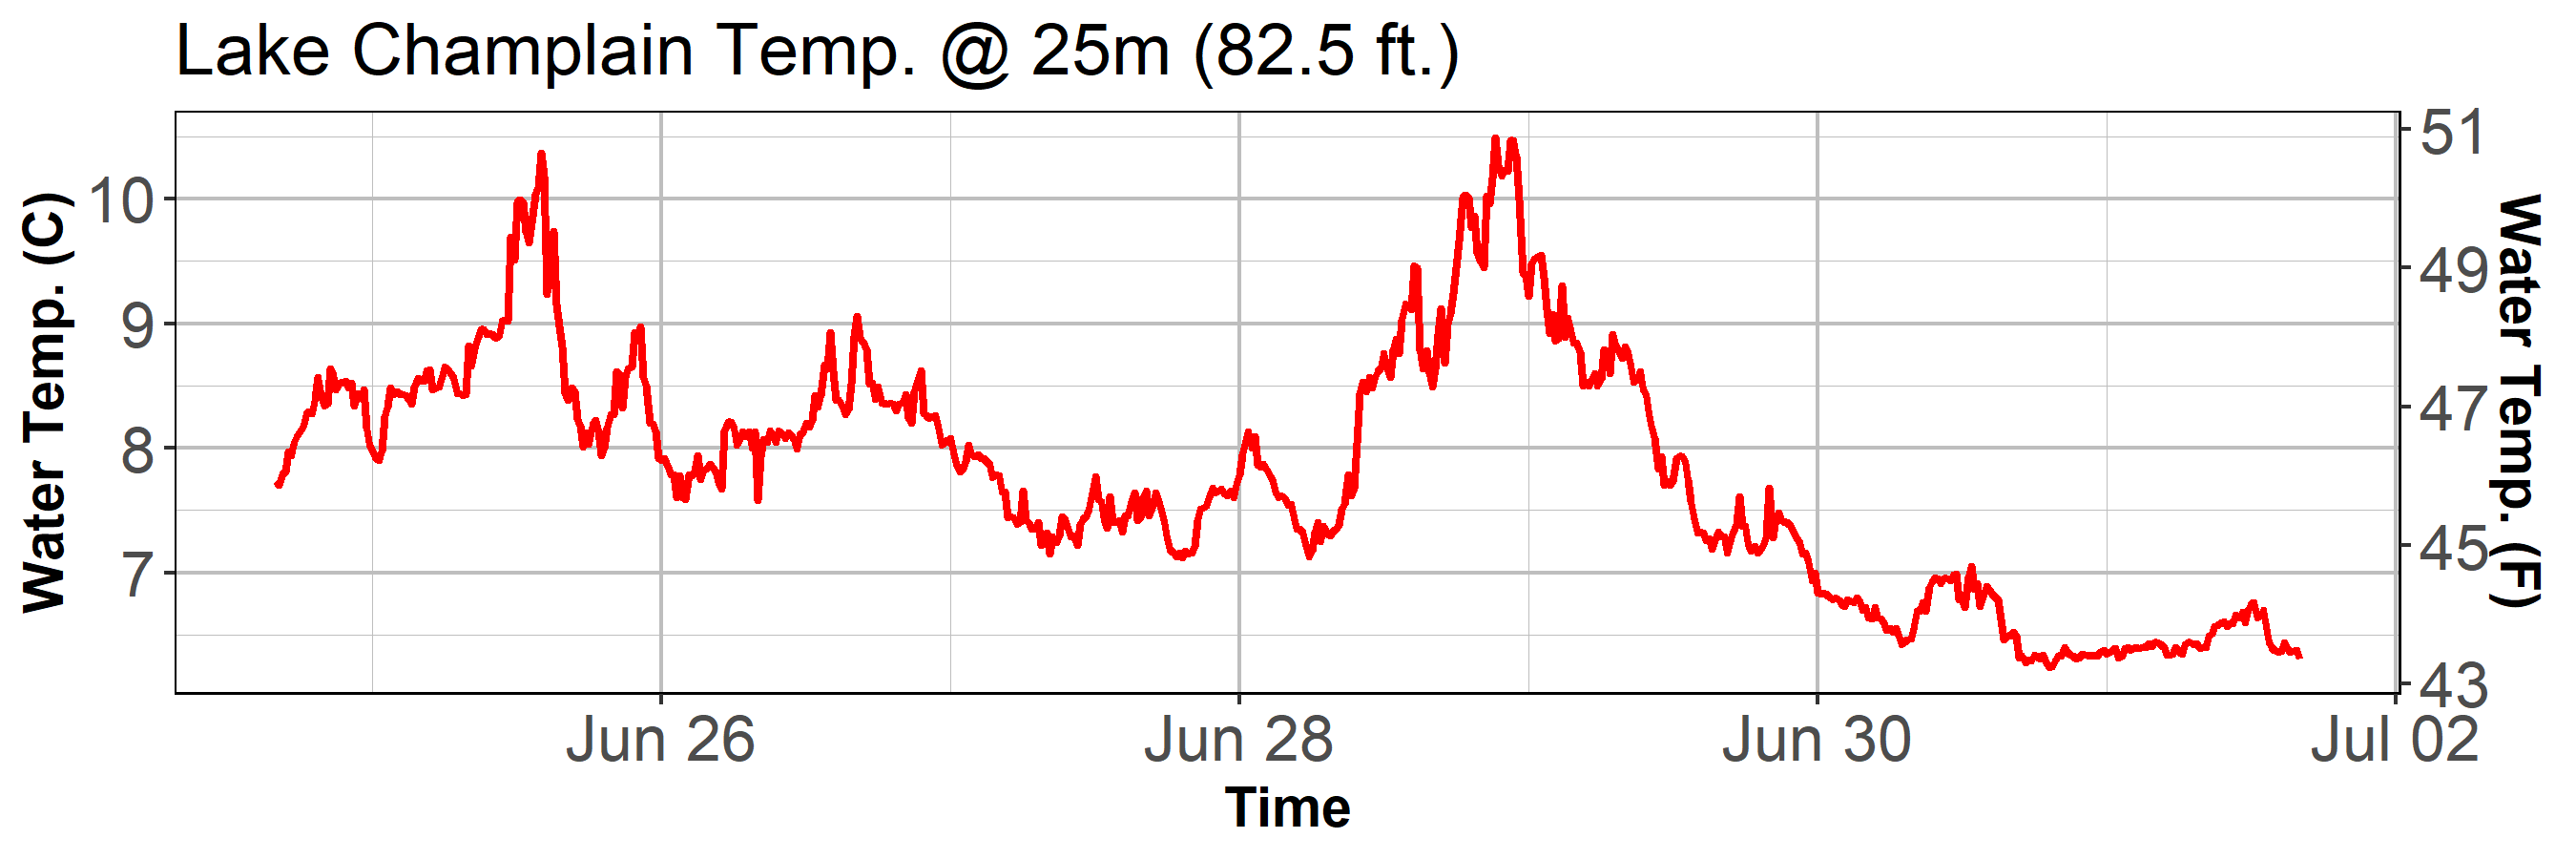 Lake Champlain Temp. @ 25m (82.5 ft.)
Water Temp. (C)
10
9
8
7
51
49
47
45
43
Water Temp. (F)
Jun 26
Jun 28
Jun 30
Jul 02
Time